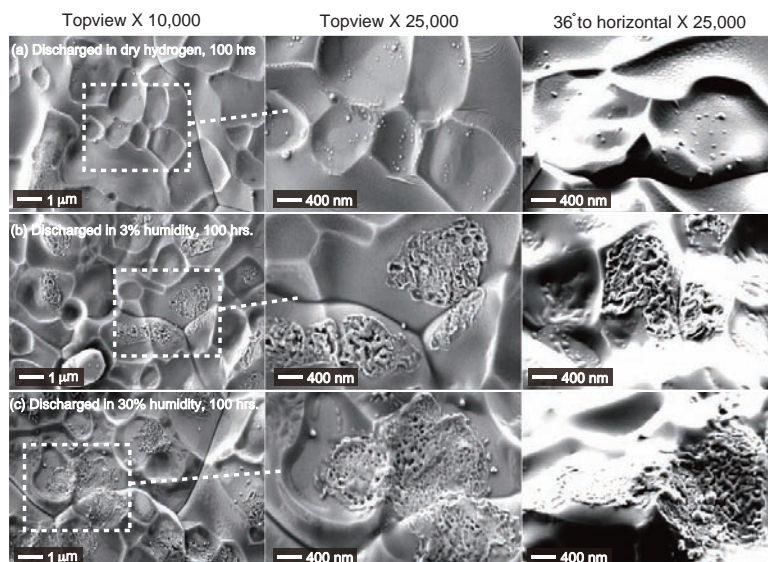 Topview X 10,000
Topview X 25,000
36° to horizontal X 25,000
(a) Discharged in dry hydrogen, 100 hrs
1 μm
400 nm
400 nm
(b) Discharged in 3% humidity, 100 hrs.
1 μm
400 nm
400 nm
(c) Discharged in 30% humidity, 100 hrs.
1 μm
400 nm
400 nm